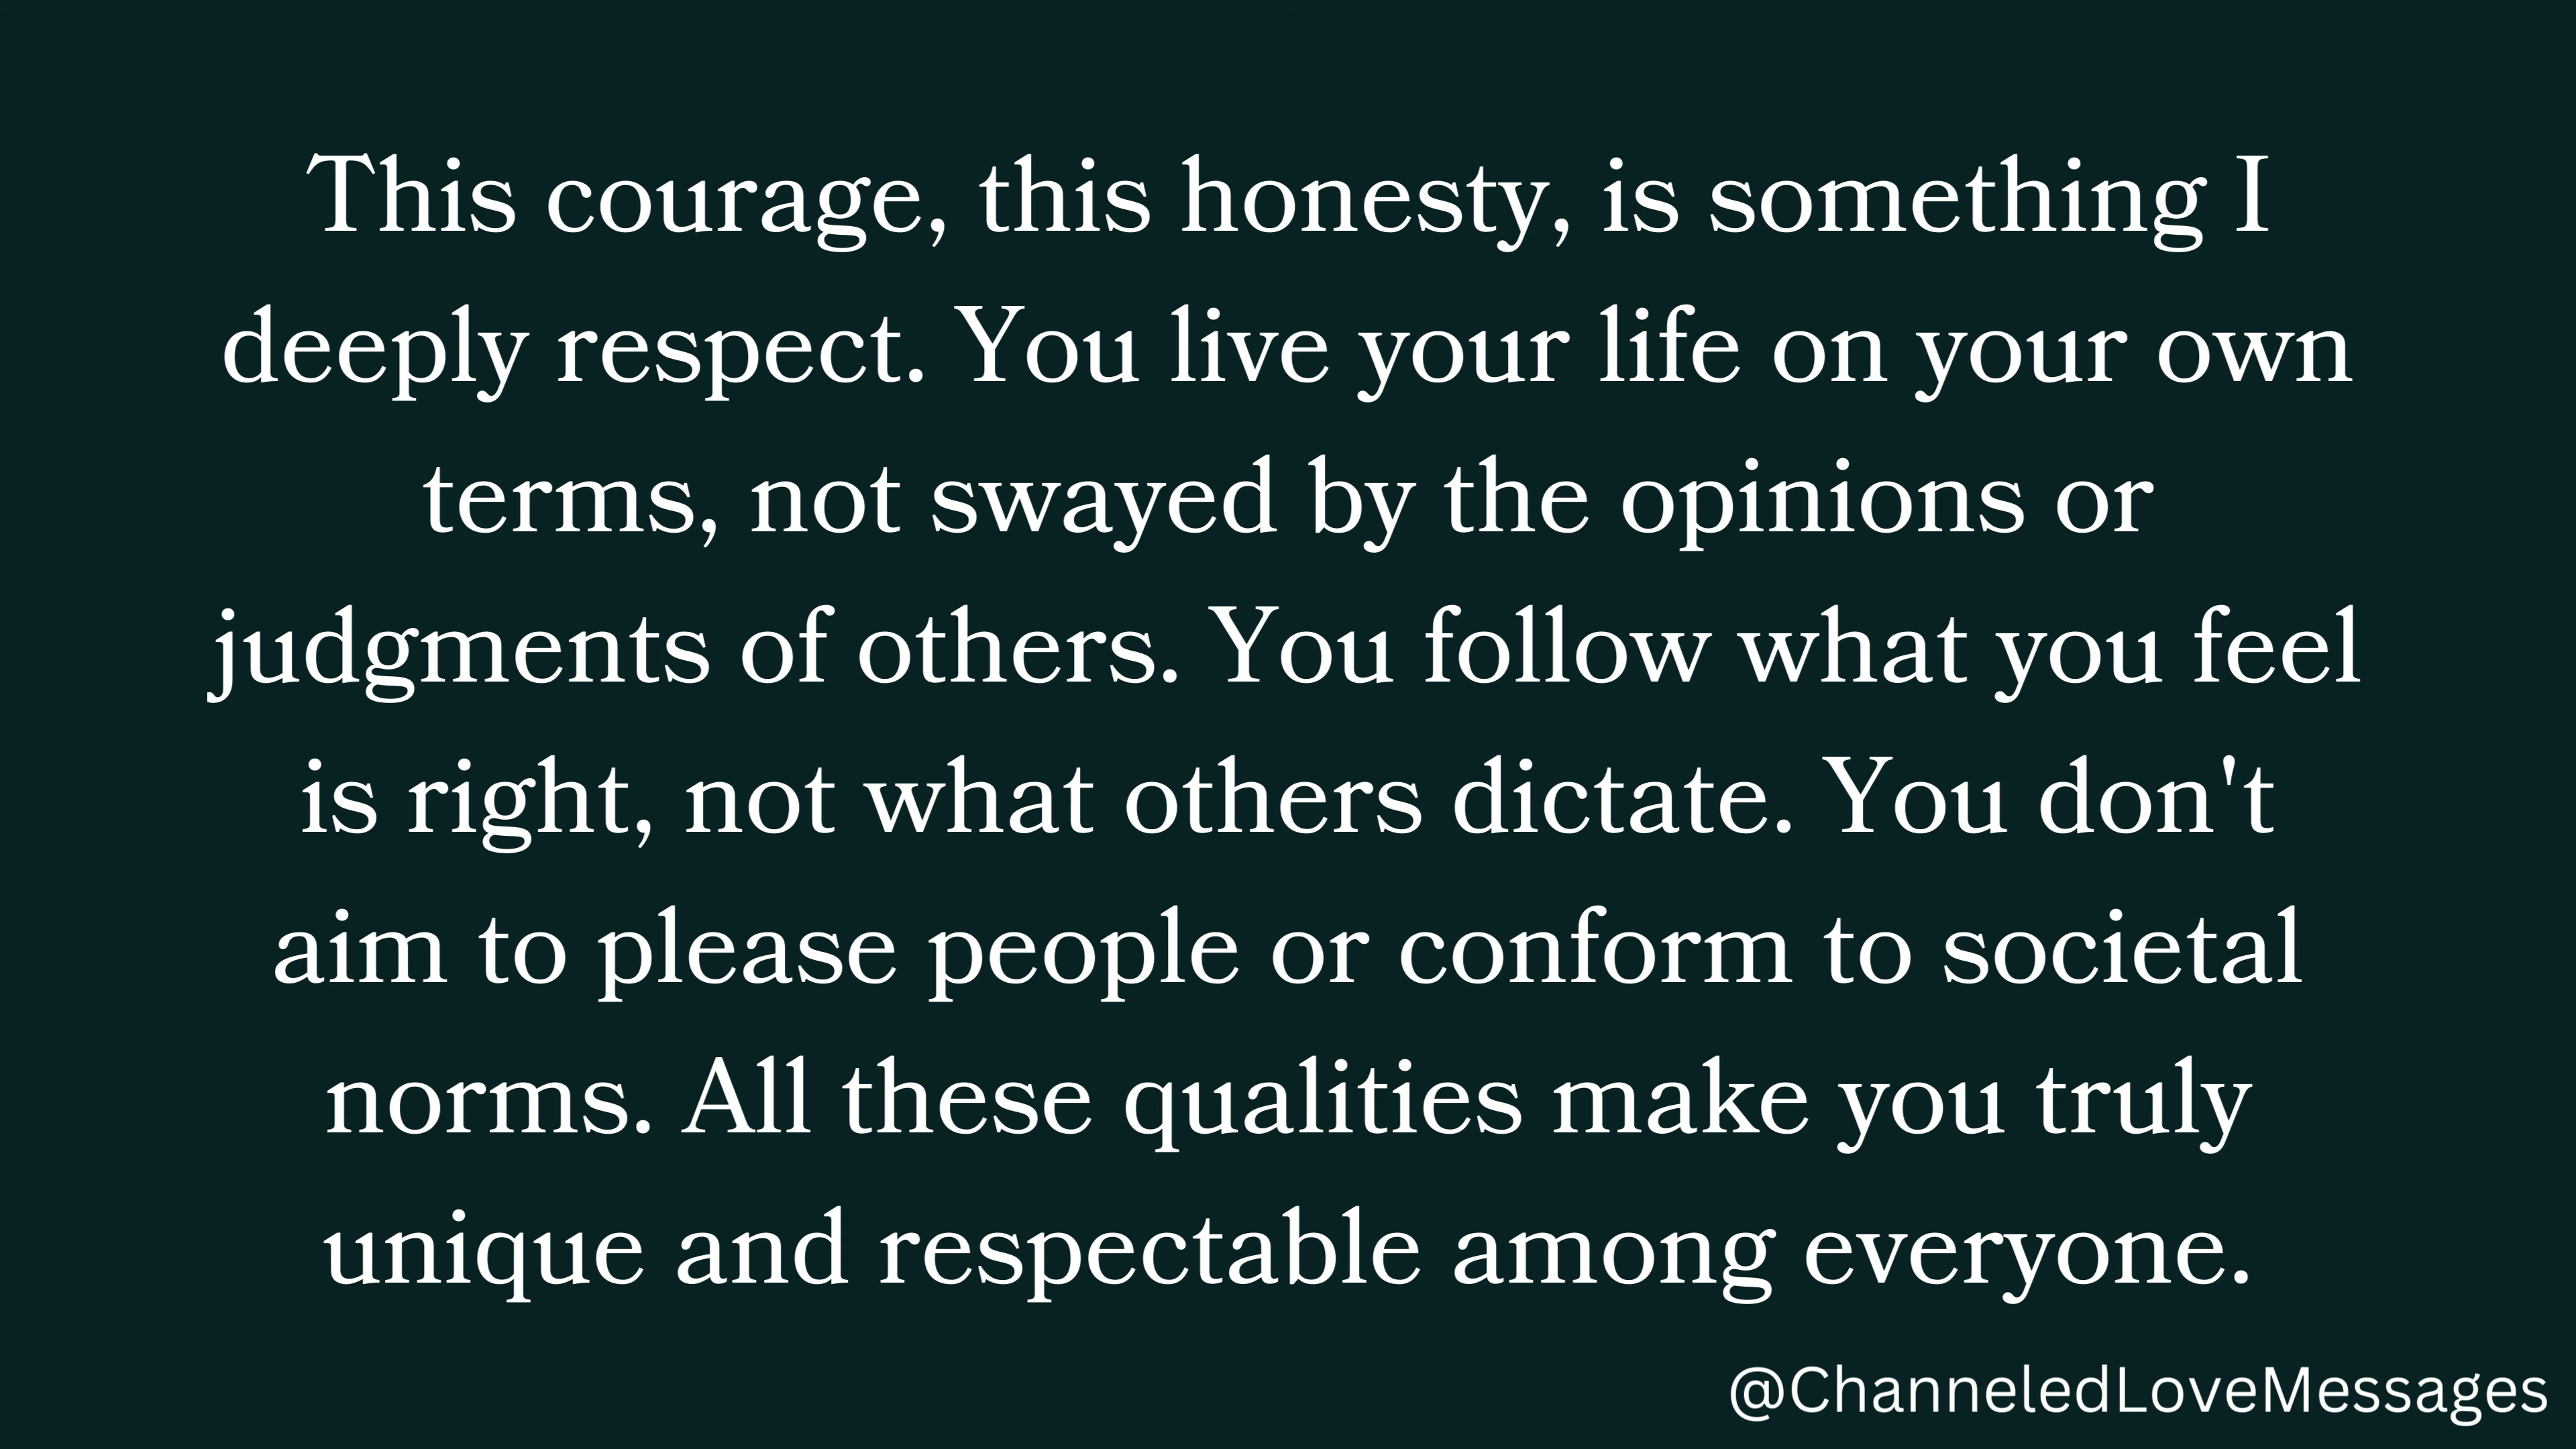 This courage, this honesty, is something I
deeply respect. You live your life on your own
terms, not swayed by the opinions or
judgments of others. You follow what you feel
is right, not what others dictate. You don't
aim to please people or conform to societal
norms. All these qualities make you truly
unique and respectable among everyone.
@ChanneledLoveMessages